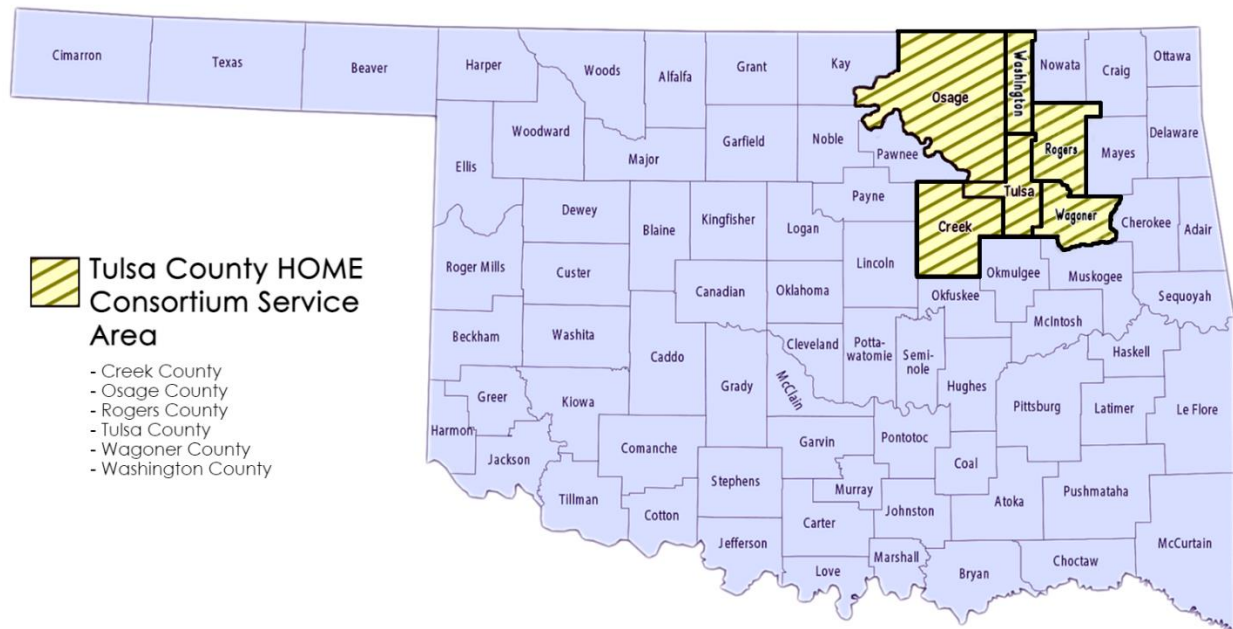 Cimarron
Texas
Beaver
Harper
Woods
Alfalfa
Grant
Kay
Osage
Washington
Nowata
Craig
Ottawa
Woodward
Ellis
Major
Garfield
Noble
Pawnee
Rogers
Mayes
Delaware
Dewey
Blaine
Kingfisher
Logan
Payne
Creek
Tulsa
Wagoner
Cherokee
Adair
Roger Mills
Custer
Canadian
Oklahoma
Lincoln
Okfuskee
Okmulgee
Muskogee
Sequoyah
McIntosh
Beckham
Washita
Caddo
Grady
Cleveland
McClain
Potta-
watomie
Semi-
nole
Hughes
Haskell
Pittsburg
Latimer
Le Flore
Greer
Kiowa
Harmon
Jackson
Comanche
Garvin
Pontotoc
Coal
Tillman
Cotton
Stephens
Murray
Johnston
Atoka
Pushmataha
Jefferson
Carter
Love
Marshall
Bryan
Choctaw
McCurtain
Tulsa County HOME
Consortium Service
Area
- Creek County
- Osage County
- Rogers County
- Tulsa County
- Wagoner County
- Washington County